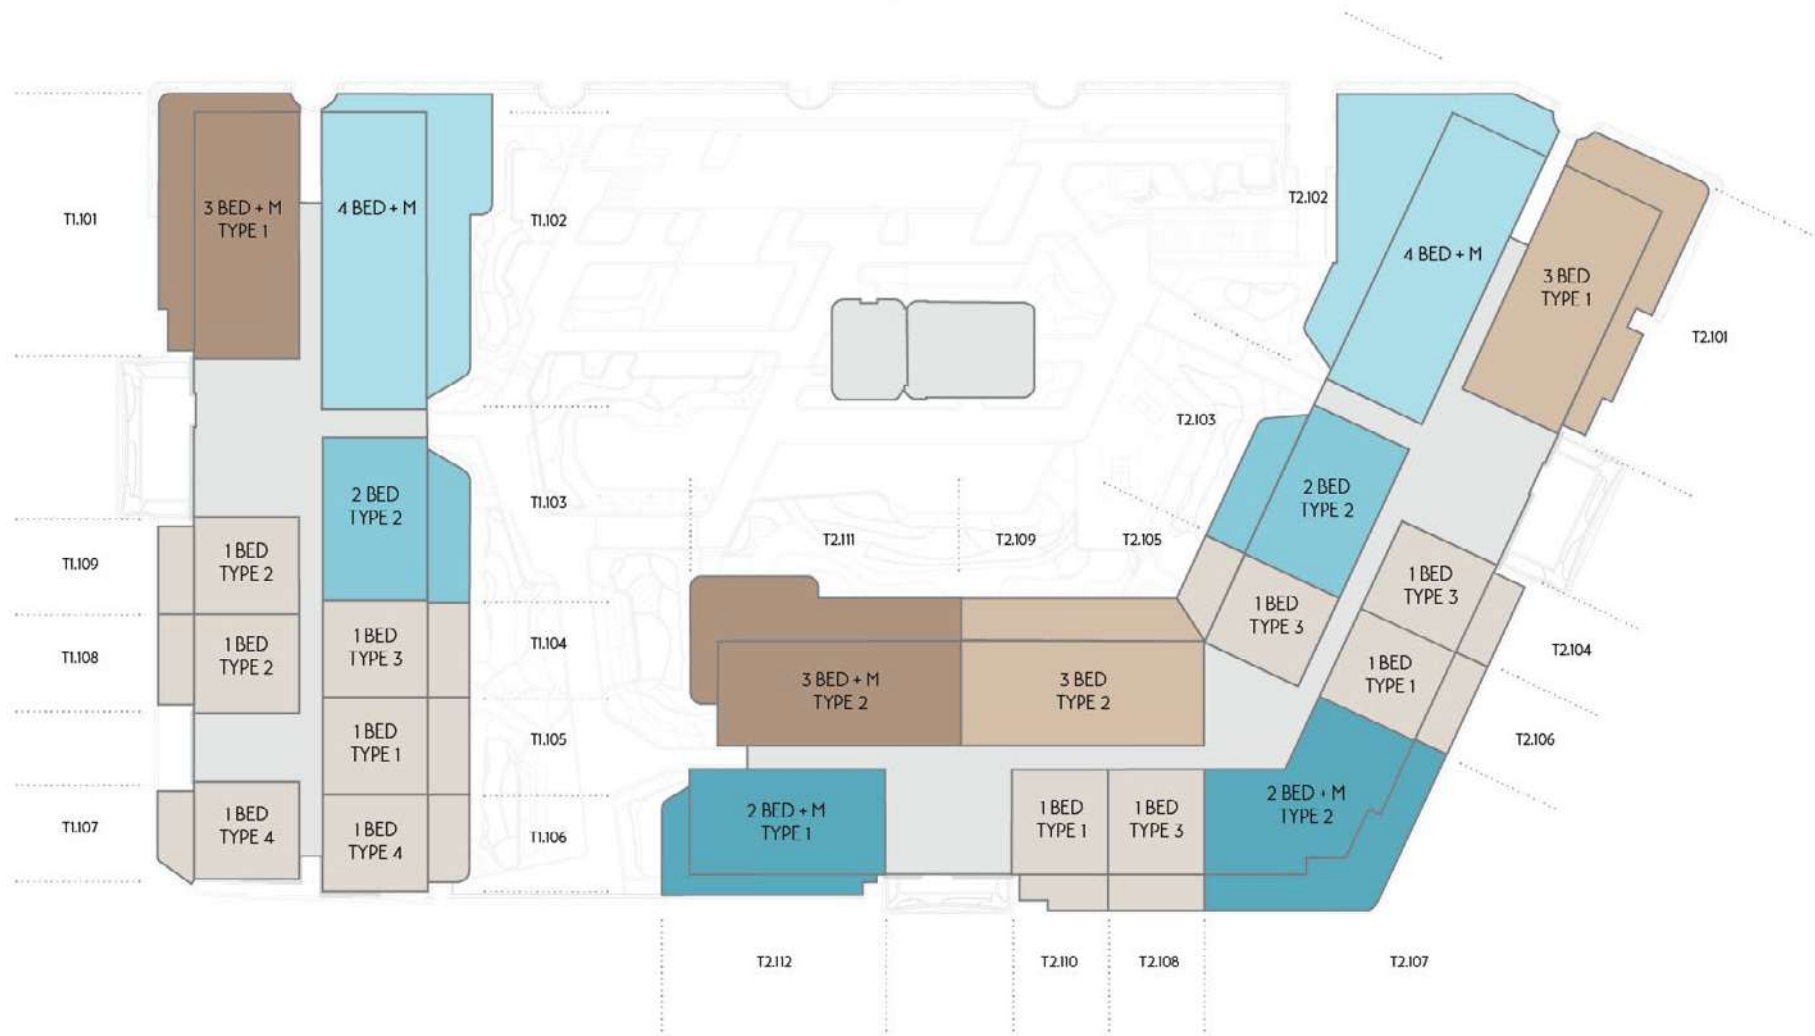 T1.101
3 BED + M
TYPE 1
4 BED + M
T1.102
T2.102
4 BED + M
3 BED
TYPE 1
T2.101
T2.103
2 BED
TYPE 2
T1.103
2 BED
TYPE 2
T2.111
T2.109
T2.105
T1.109
1 BED
TYPE 2
1 BED
TYPE 3
1 BED
TYPE 3
T2.104
T1.108
1 BED
TYPE 2
1 BED
TYPE 3
T1.104
3 BED + M
TYPE 2
3 BED
TYPE 2
1 BED
TYPE 1
T2.106
1 BED
TYPE 1
T1.105
T1.107
1 BED
TYPE 4
1 BED
TYPE 4
T1.106
2 BED + M
TYPE 1
1 BED
TYPE 1
1 BED
TYPE 3
2 BED + M
TYPE 2
T2.112
T2.110
T2.108
T2.107